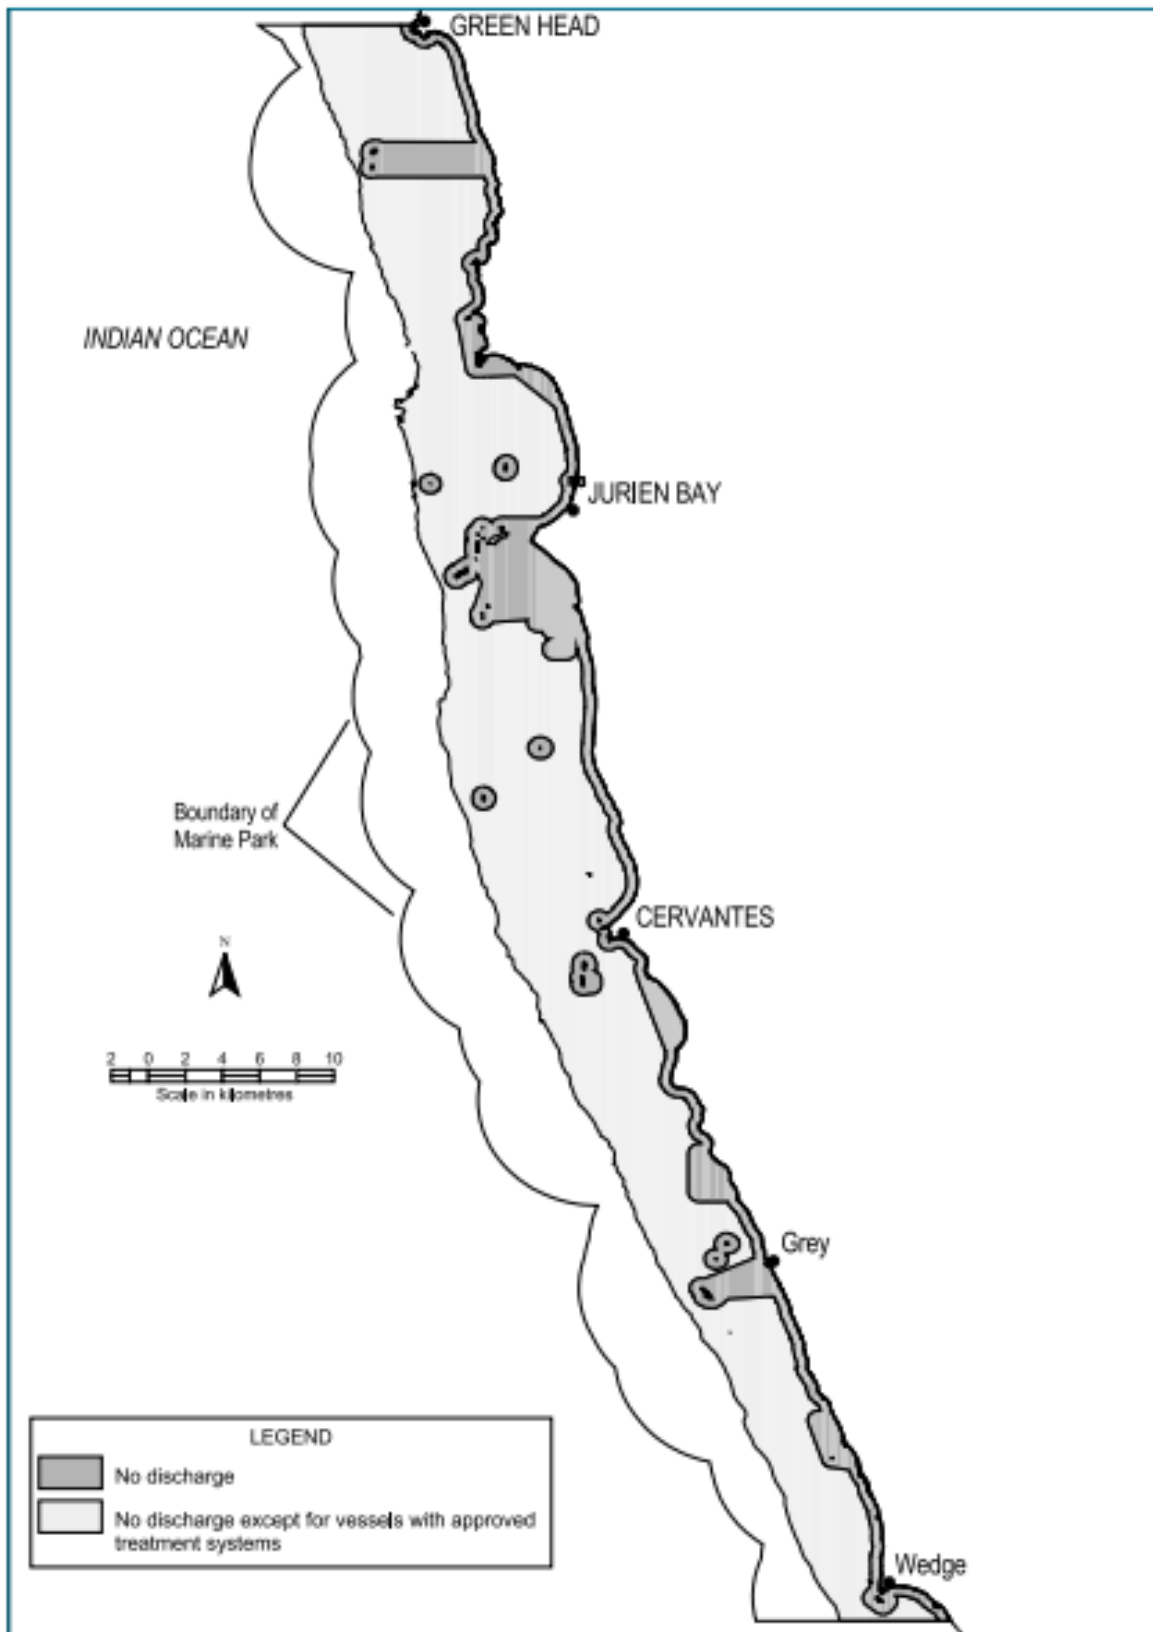 GREEN HEAD
INDIAN OCEAN
JURIEN BAY
Boundary of
Marine Park
CERVANTES
N
2 0 2 4 6 8 10
Scale in kilometres
Grey
LEGEND
No discharge
No discharge except for vessels with approved
treatment systems
Wedge